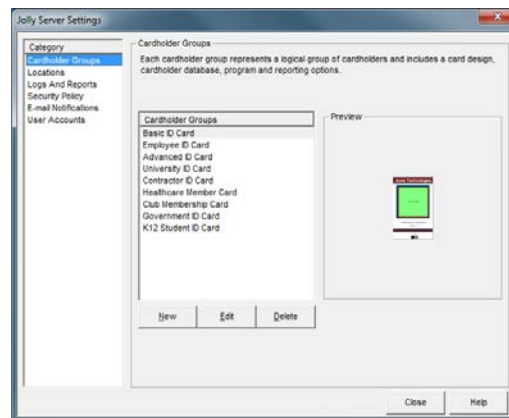 Jolly Server Settings
Category
Cardholder Groups
Locations
Logs And Reports
Security Policy
E-mail Notifications
User Accounts
Cardholder Groups
Each cardholder group represents a logical group of cardholders and includes a card design,
cardholder database, program and reporting options.
Cardholder Groups
Basic ID Card
Employee ID Card
Advanced ID Card
University ID Card
Contractor ID Card
Healthcare Member Card
Club Membership Card
Government ID Card
K12 Student ID Card
Preview
New
Edit
Delete
Close
Help